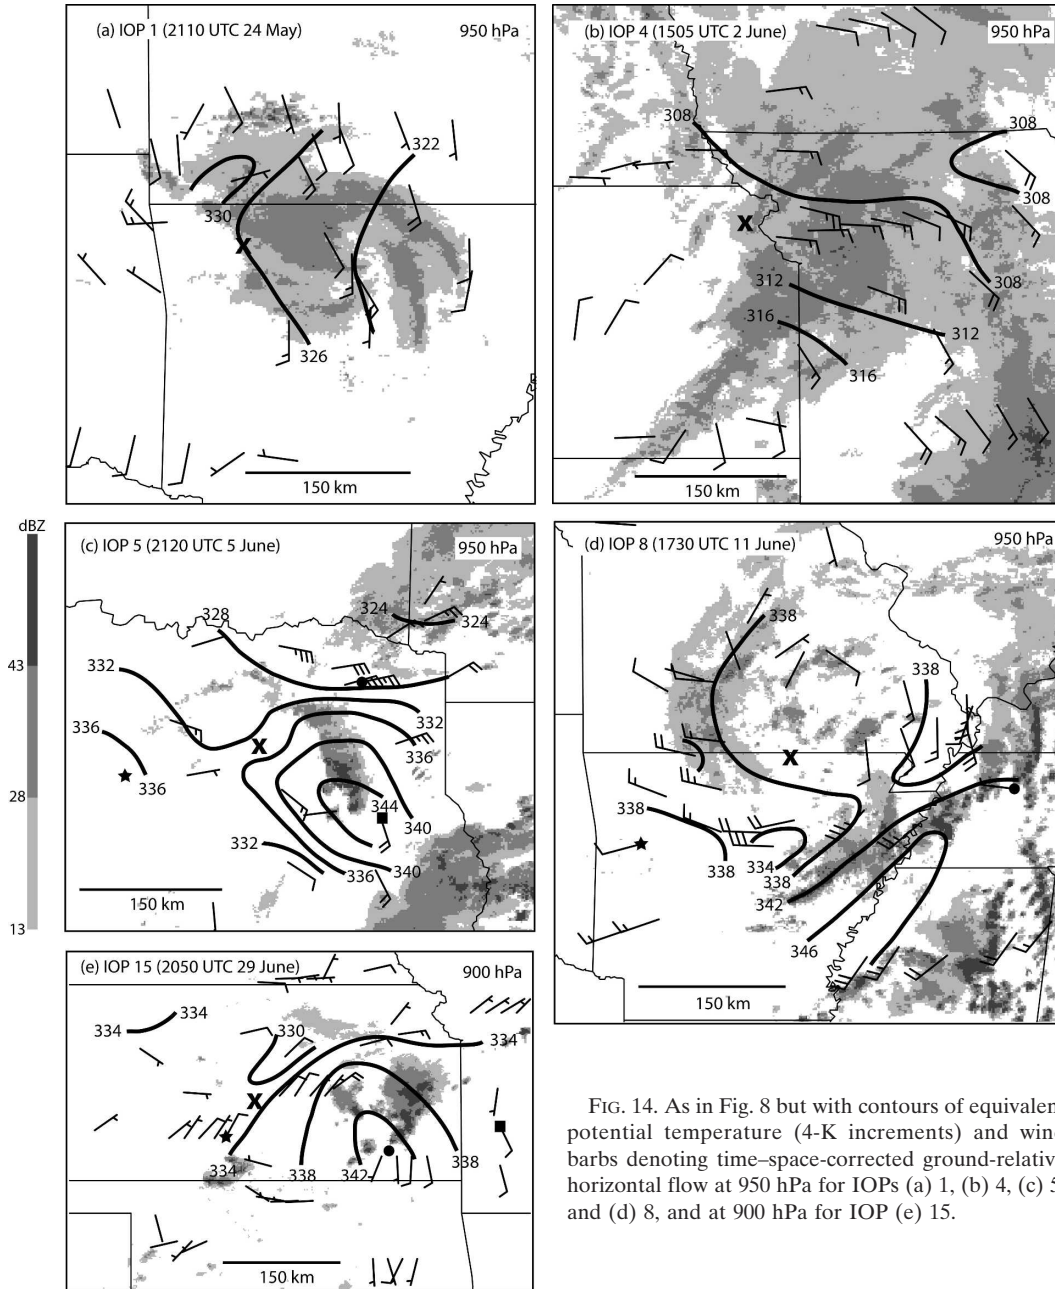 (a) IOP 1 (2110 UTC 24 May)
950 hPa
322
330
X
326
150 km
(b) IOP 4 (1505 UTC 2 June)
950 hPa
308
308
308
X
308
312
316
312
316
150 km
dBZ
43
28
13
(c) IOP 5 (2120 UTC 5 June)
950 hPa
324
324
328
332
332
336
X
336
336
344
340
332
336
340
150 km
(d) IOP 8 (1730 UTC 11 June)
950 hPa
338
338
X
338
338
334
338
342
346
150 km
(e) IOP 15 (2050 UTC 29 June)
900 hPa
334
334
330
334
X
334
338
342
338
150 km
FIG. 14. As in Fig. 8 but with contours of equivalen
potential temperature (4-K increments) and win
barbs denoting time–space-corrected ground-relativ
horizontal flow at 950 hPa for IOPs (a) 1, (b) 4, (c) 5
and (d) 8, and at 900 hPa for IOP (e) 15.